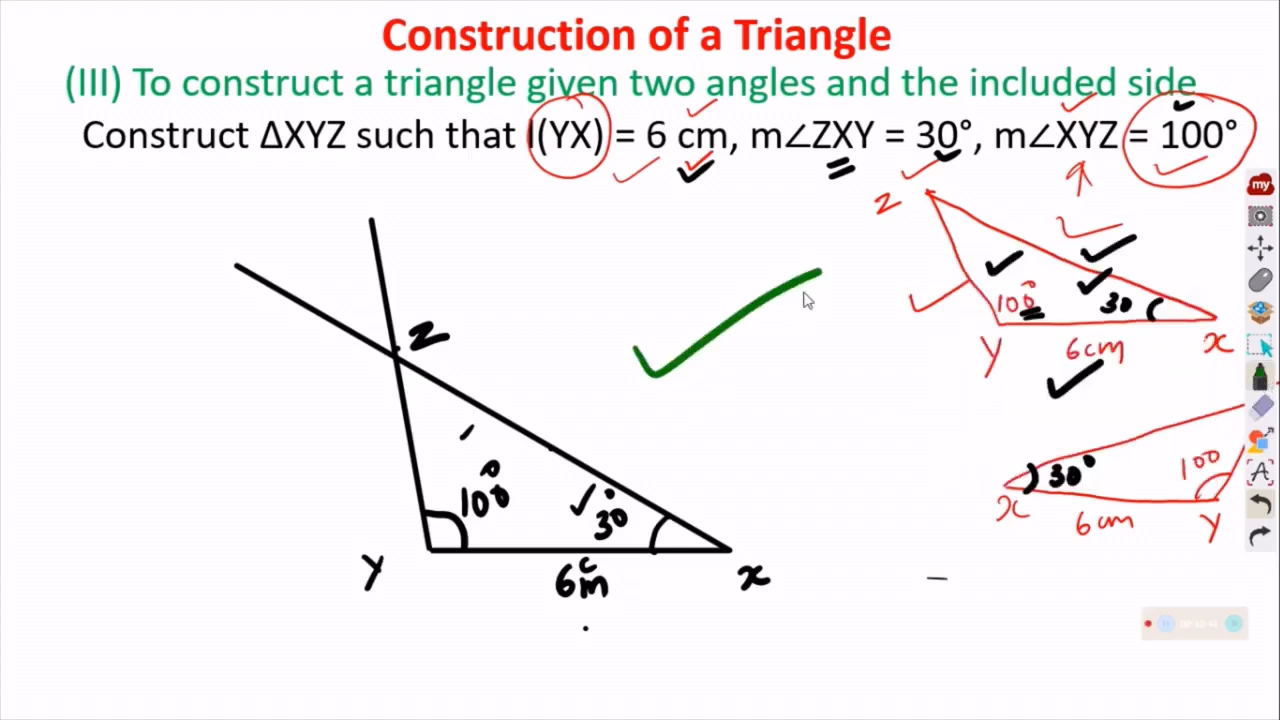 Construction of a Triangle
(III) To construct a triangle given two angles and the included side
Construct ΔXYZ such that l(YX) = 6 cm, m∠ZXY = 30°, m∠XYZ = 100°
my
z
100°
30
y
6cm
x
z
100°
30°
y
6cm
x
30°
100
x
6cm
y
A